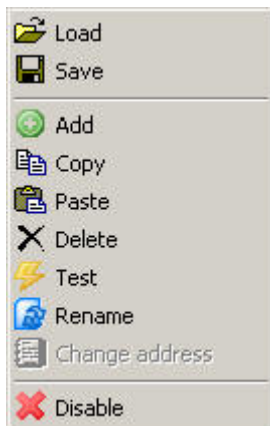 Load
Save
Add
Copy
Paste
Delete
Test
Rename
Change address
Disable